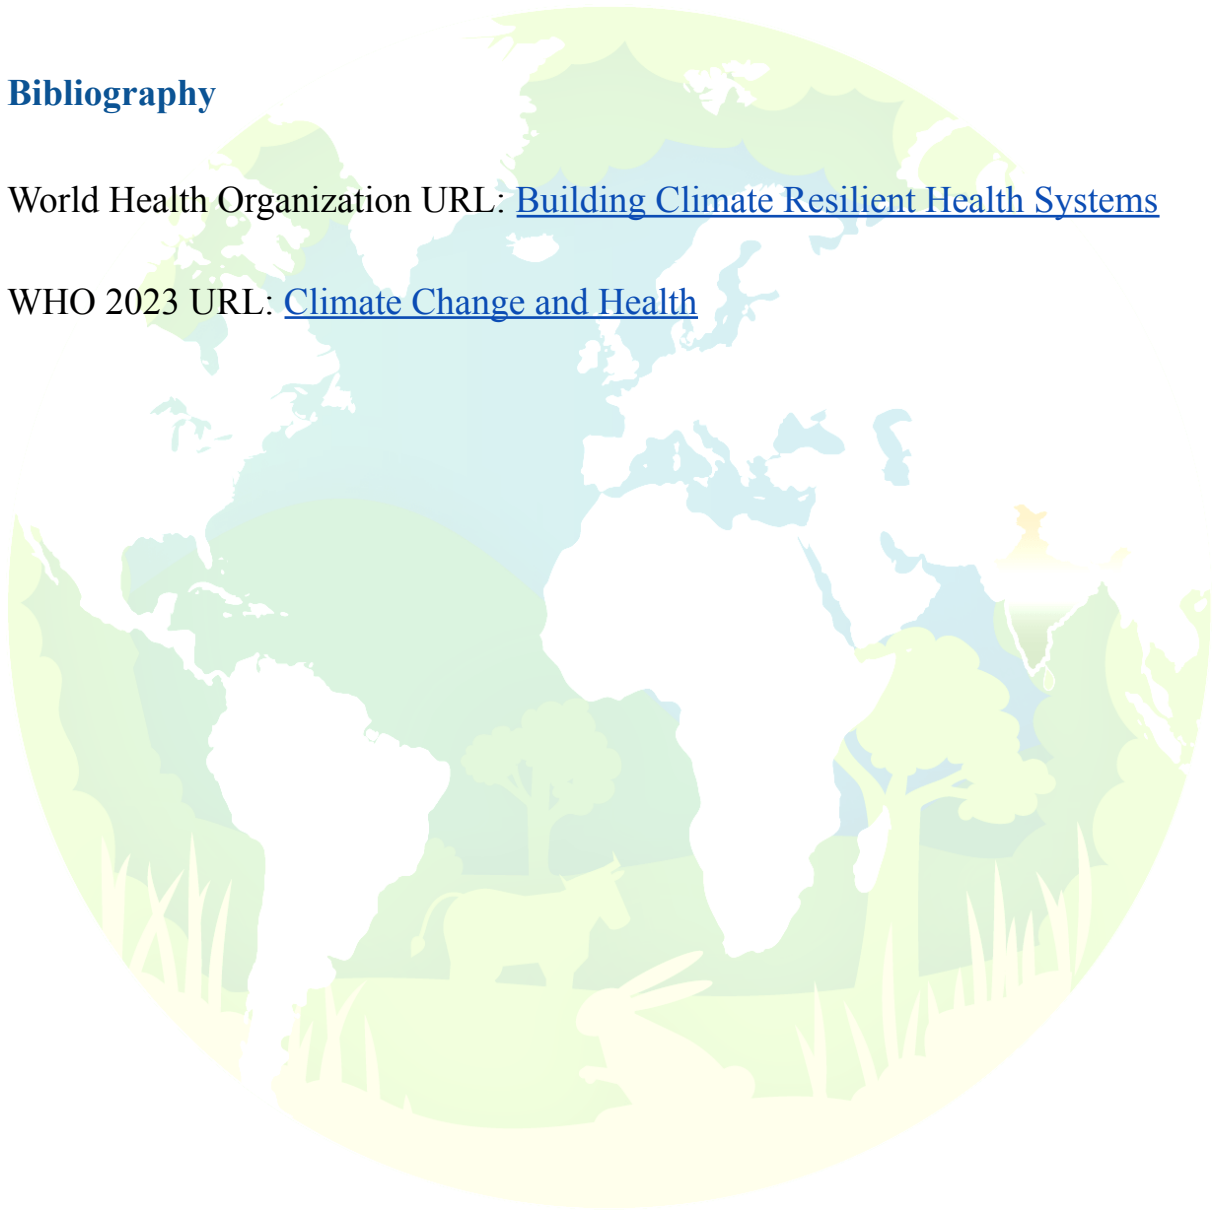 Bibliography
World Health Organization URL: Building Climate Resilient Health Systems
WHO 2023 URL: Climate Change and Health